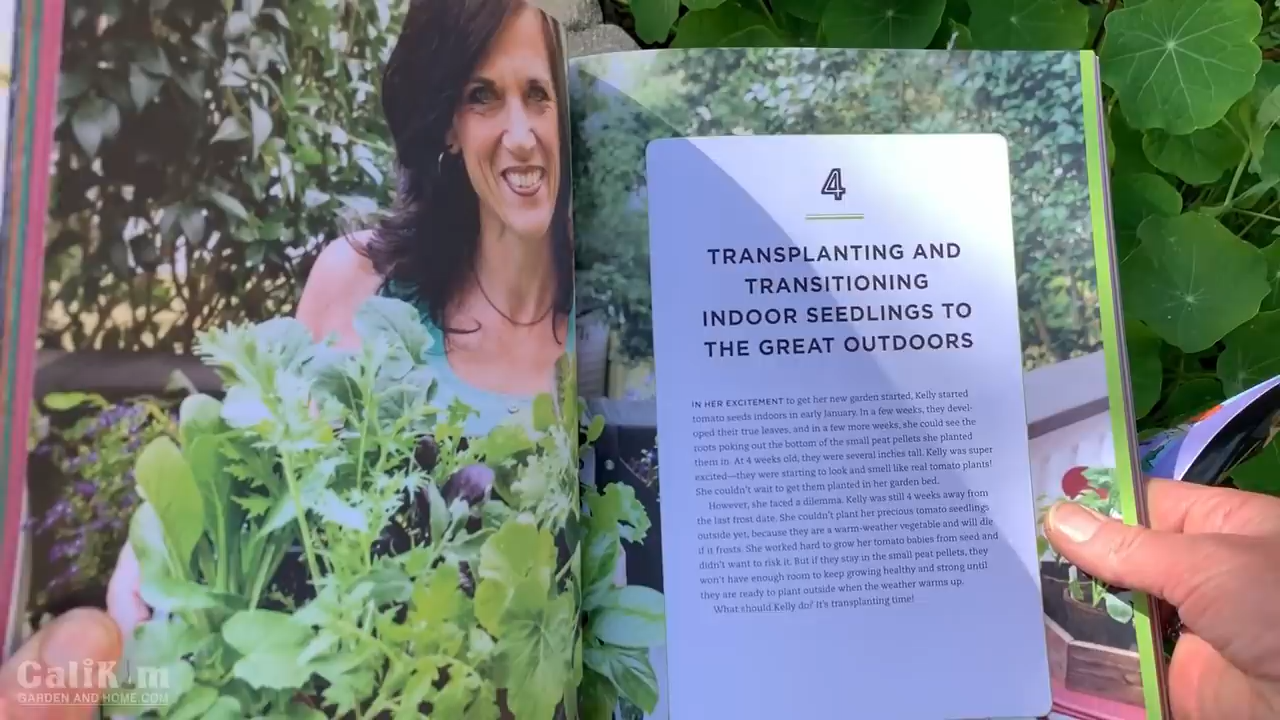 4
TRANSPLANTING AND
TRANSITIONING
INDOOR SEEDLINGS TO
THE GREAT OUTDOORS
IN HER EXCITEMENT to get her new garden started, Kelly started
tomato seeds indoors in early January. In a few weeks, they devel-
oped their true leaves, and in a few more weeks, she could see the
roots poking out the bottom of the small peat pellets she planted
them in. At 4 weeks old, they were several inches tall. Kelly was super
excited—they were starting to look and smell like real tomato plants!
She couldn't wait to get them planted in her garden bed.
However, she faced a dilemma. Kelly was still 4 weeks away from
the last frost date. She couldn't plant her precious tomato seedlings
outside yet, because they are a warm-weather vegetable and will die
if it frosts. She worked hard to grow her tomato babies from seed and
didn't want to risk it. But if they stay in the small peat pellets, they
won't have enough room to keep growing healthy and strong until
they are ready to plant outside when the weather warms up.
What should Kelly do? It's transplanting time!
CaliKim
GARDEN AND HOME.COM